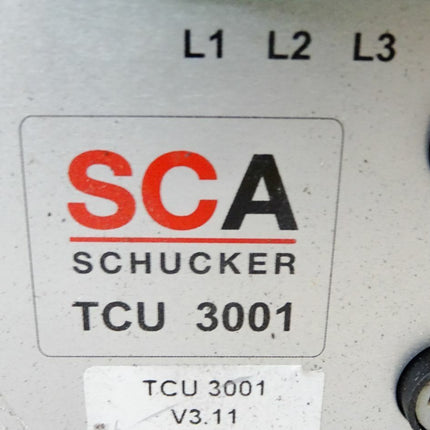 L1 L2 L3
SCA
SCHUCKER
TCU 3001
TCU 3001
V3.11